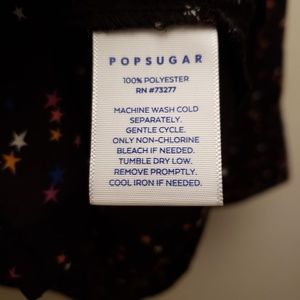 POPSUGAR
100% POLYESTER
RN #73277
MACHINE WASH COLD
SEPARATELY.
GENTLE CYCLE.
ONLY NON-CHLORINE
BLEACH IF NEEDED.
TUMBLE DRY LOW.
REMOVE PROMPTLY.
COOL IRON IF NEEDED.